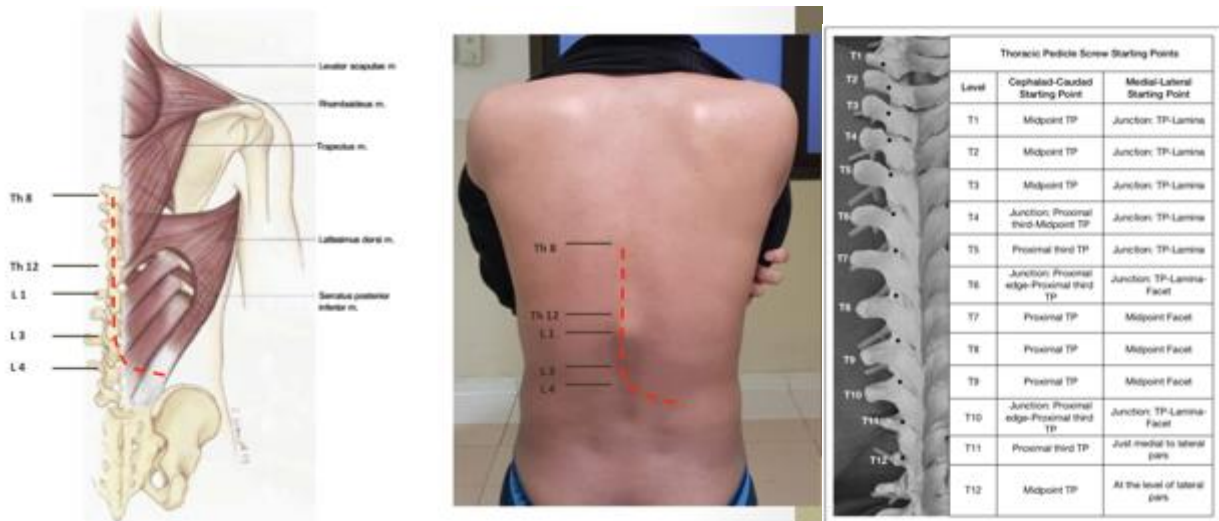 Levator scapulae m
Rhomboideus m.
Trapezius m.
Latissimus dorsi m.
Serratus posterior
inferior m.
Th 8
Th 12
L 1
L 3
L 4
Th 8
Th 12
L 1
L 3
L 4
T1
T2
T3
T4
T5
T6
T7
T8
T9
T10
T11
T12
Thoracic Pedicle Screw Starting Points
Level
Cephalad-Caudad
Starting Point
Medial-Lateral
Starting Point
T1
Midpoint TP
Junction: TP-Lamina
T2
Midpoint TP
Junction: TP-Lamina
T3
Midpoint TP
Junction: TP-Lamina
T4
Junction: Proximal
third-Midpoint TP
Junction: TP-Lamina
T5
Proximal third TP
Junction: TP-Lamina
T6
Junction: Proximal
edge-Proximal third
TP
Junction: TP-Lamina-
Facet
T7
Proximal TP
Midpoint Facet
T8
Proximal TP
Midpoint Facet
T9
Proximal TP
Midpoint Facet
T10
Junction: Proximal
edge-Proximal third
TP
Junction: TP-Lamina-
Facet
T11
Proximal third TP
Just medial to lateral
pars
T12
Midpoint TP
At the level of lateral
pars